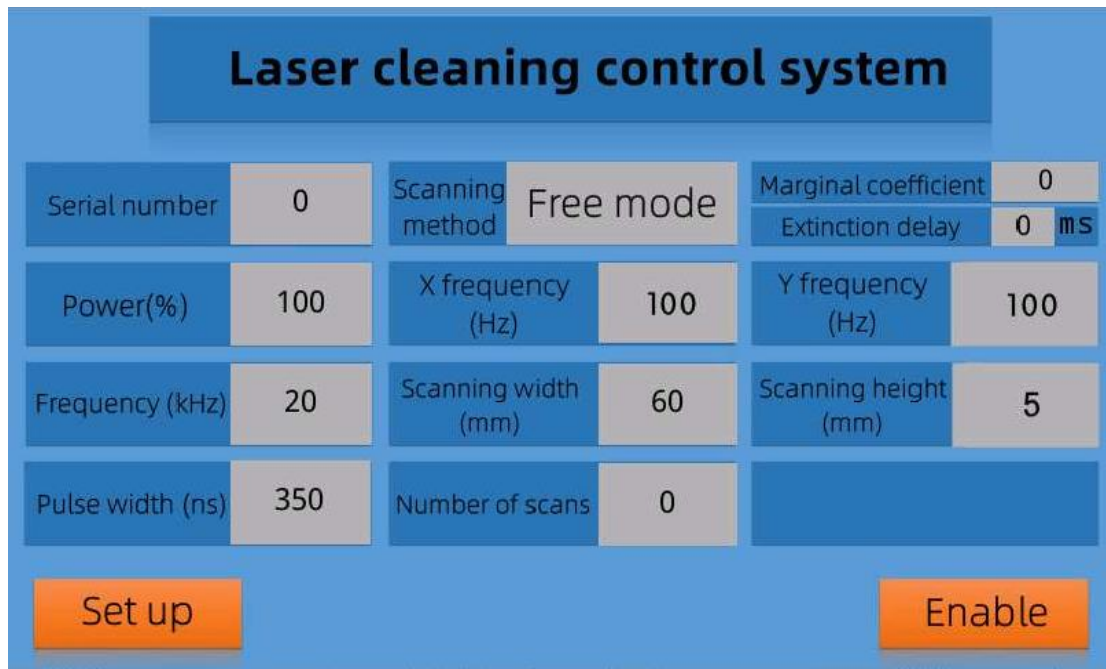 Laser cleaning control system
Serial number 0
Scanning method Free mode
Marginal coefficient 0
Extinction delay 0 ms
Power(%) 100
X frequency (Hz) 100
Y frequency (Hz) 100
Frequency (kHz) 20
Scanning width (mm) 60
Scanning height (mm) 5
Pulse width (ns) 350
Number of scans 0
Set up
Enable